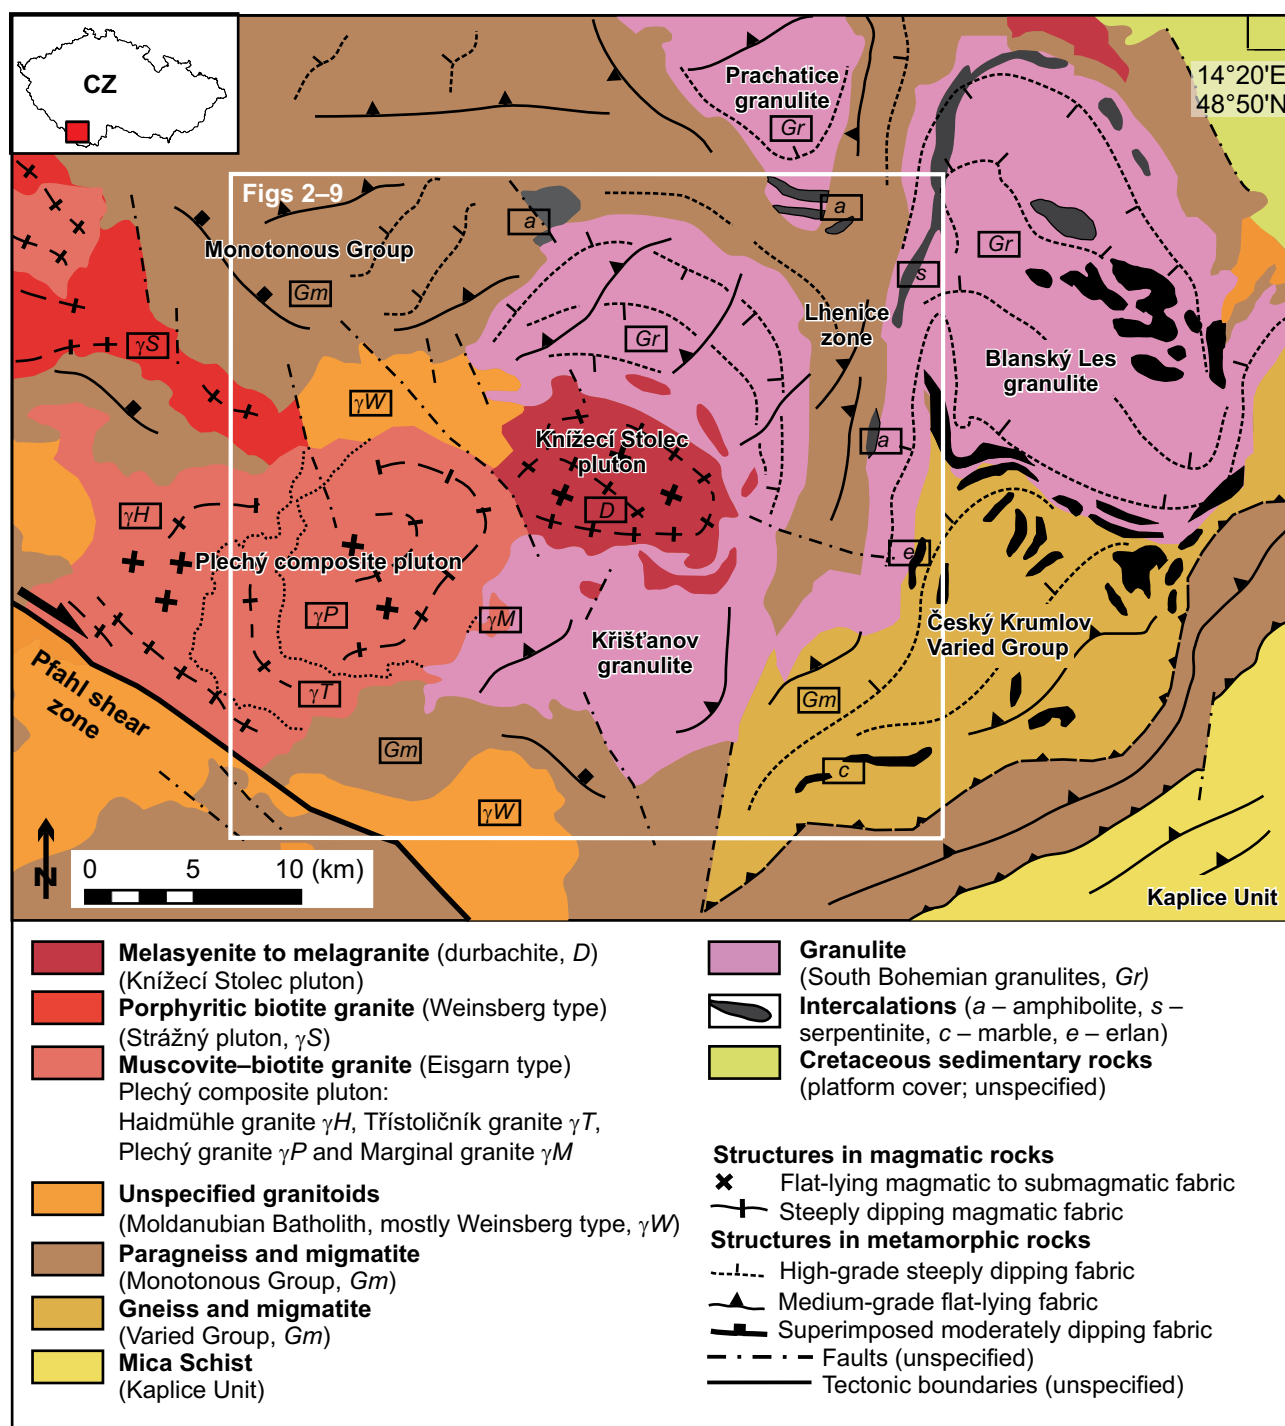 CZ
14°20'E
48°50'N
Prachatice
granulite
Gr
Figs 2–9
a
a
Monotonous Group
Gr
s
Gm
Lhenice
zone
Gr
γS
Blanský Les
granulite
γW
Knížecí Stolec
pluton
a
D
γH
Plechý composite pluton
e
γP
γM
Český Krumlov
Varied Group
Křišťanov
granulite
Pfahl shear
zone
γT
Gm
Gm
c
γW
N
0 5 10 (km)
Kaplice Unit
Melasyenite to melagranite (durbachite, D)
(Knížecí Stolec pluton)
Porphyritic biotite granite (Weinsberg type)
(Strážný pluton, γS)
Muscovite–biotite granite (Eisgarn type)
Plechý composite pluton:
Haidmühle granite γH, Třístoličník granite γT,
Plechý granite γP and Marginal granite γM
Unspecified granitoids
(Moldanubian Batholith, mostly Weinsberg type, γW)
Paragneiss and migmatite
(Monotonous Group, Gm)
Gneiss and migmatite
(Varied Group, Gm)
Mica Schist
(Kaplice Unit)
Granulite
(South Bohemian granulites, Gr)
Intercalations (a – amphibolite, s –
serpentinite, c – marble, e – erlan)
Cretaceous sedimentary rocks
(platform cover; unspecified)
Structures in magmatic rocks
Flat-lying magmatic to submagmatic fabric
Steeply dipping magmatic fabric
Structures in metamorphic rocks
High-grade steeply dipping fabric
Medium-grade flat-lying fabric
Superimposed moderately dipping fabric
Faults (unspecified)
Tectonic boundaries (unspecified)